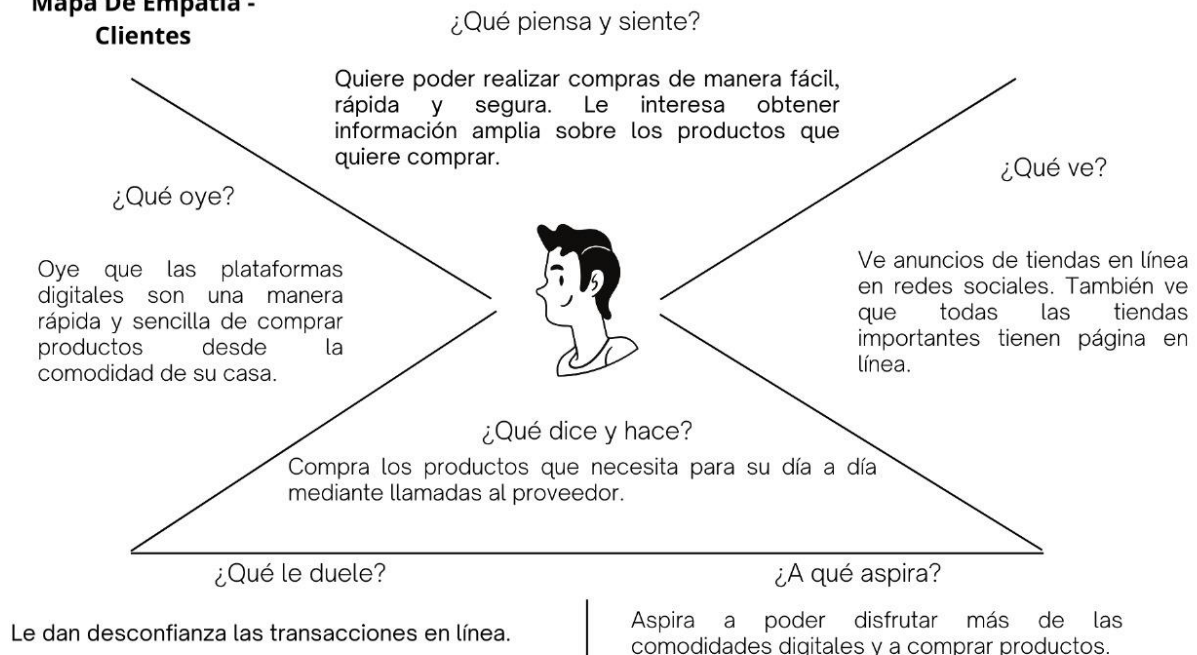 Mapa De Empatía -
Clientes
¿Qué piensa y siente?
Quiere poder realizar compras de manera fácil,
rápida y segura. Le interesa obtener
información amplia sobre los productos que
quiere comprar.
¿Qué oye?
Oye que las plataformas
digitales son una manera
rápida y sencilla de comprar
productos desde la
comodidad de su casa.
¿Qué ve?
Ve anuncios de tiendas en línea
en redes sociales. También ve
que todas las tiendas
importantes tienen página en
línea.
¿Qué dice y hace?
Compra los productos que necesita para su día a día
mediante llamadas al proveedor.
¿Qué le duele?
Le dan desconfianza las transacciones en línea.
¿A qué aspira?
Aspira a poder disfrutar más de las
comodidades digitales y a comprar productos.